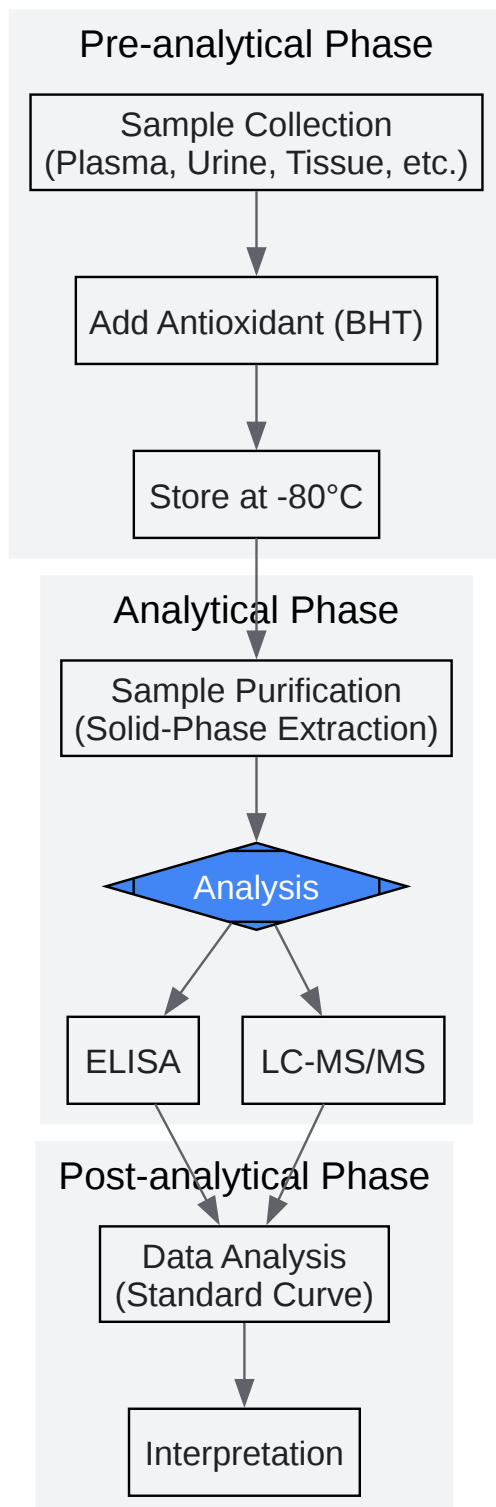 Pre-analytical Phase
Sample Collection
(Plasma, Urine, Tissue, etc.)
Add Antioxidant (BHT)
Store at -80°C
Analytical Phase
Sample Purification
(Solid-Phase Extraction)
Analysis
ELISA
LC-MS/MS
Post-analytical Phase
Data Analysis
(Standard Curve)
Interpretation